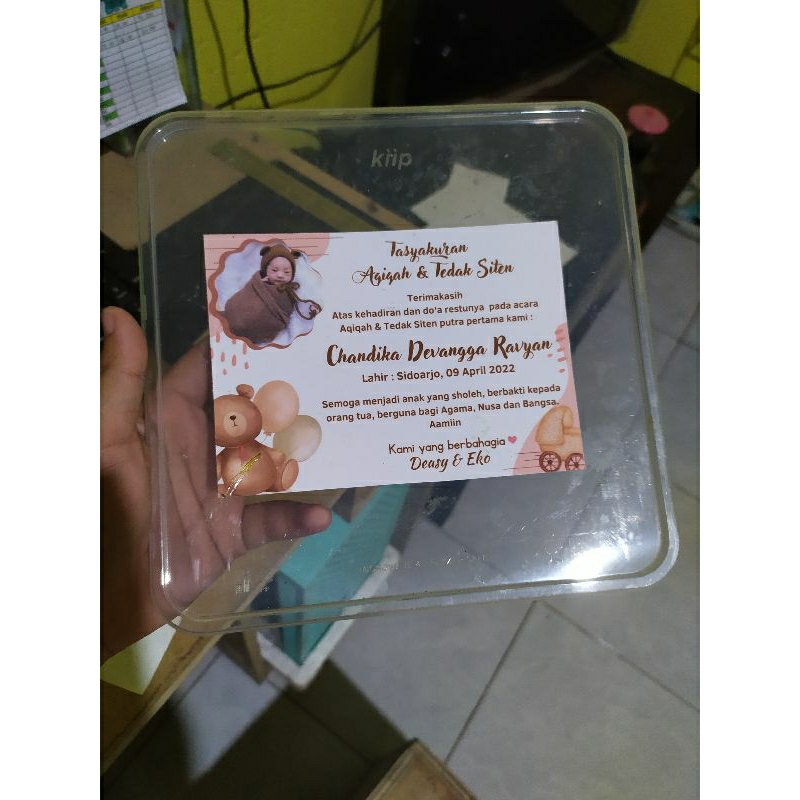 kiip
Tasyakuran
Aqiqah & Tedak Siten
Terimakasih
Atas kehadiran dan do'a restunya pada acara
Aqiqah & Tedak Siten putra pertama kami :
Chandika Devangga Ravyan
Lahir : Sidoarjo, 09 April 2022
Semoga menjadi anak yang sholeh, berbakti kepada
orang tua, berguna bagi Agama, Nusa dan Bangsa.
Aamiin
Kami yang berbahagia
Deasy & Eko